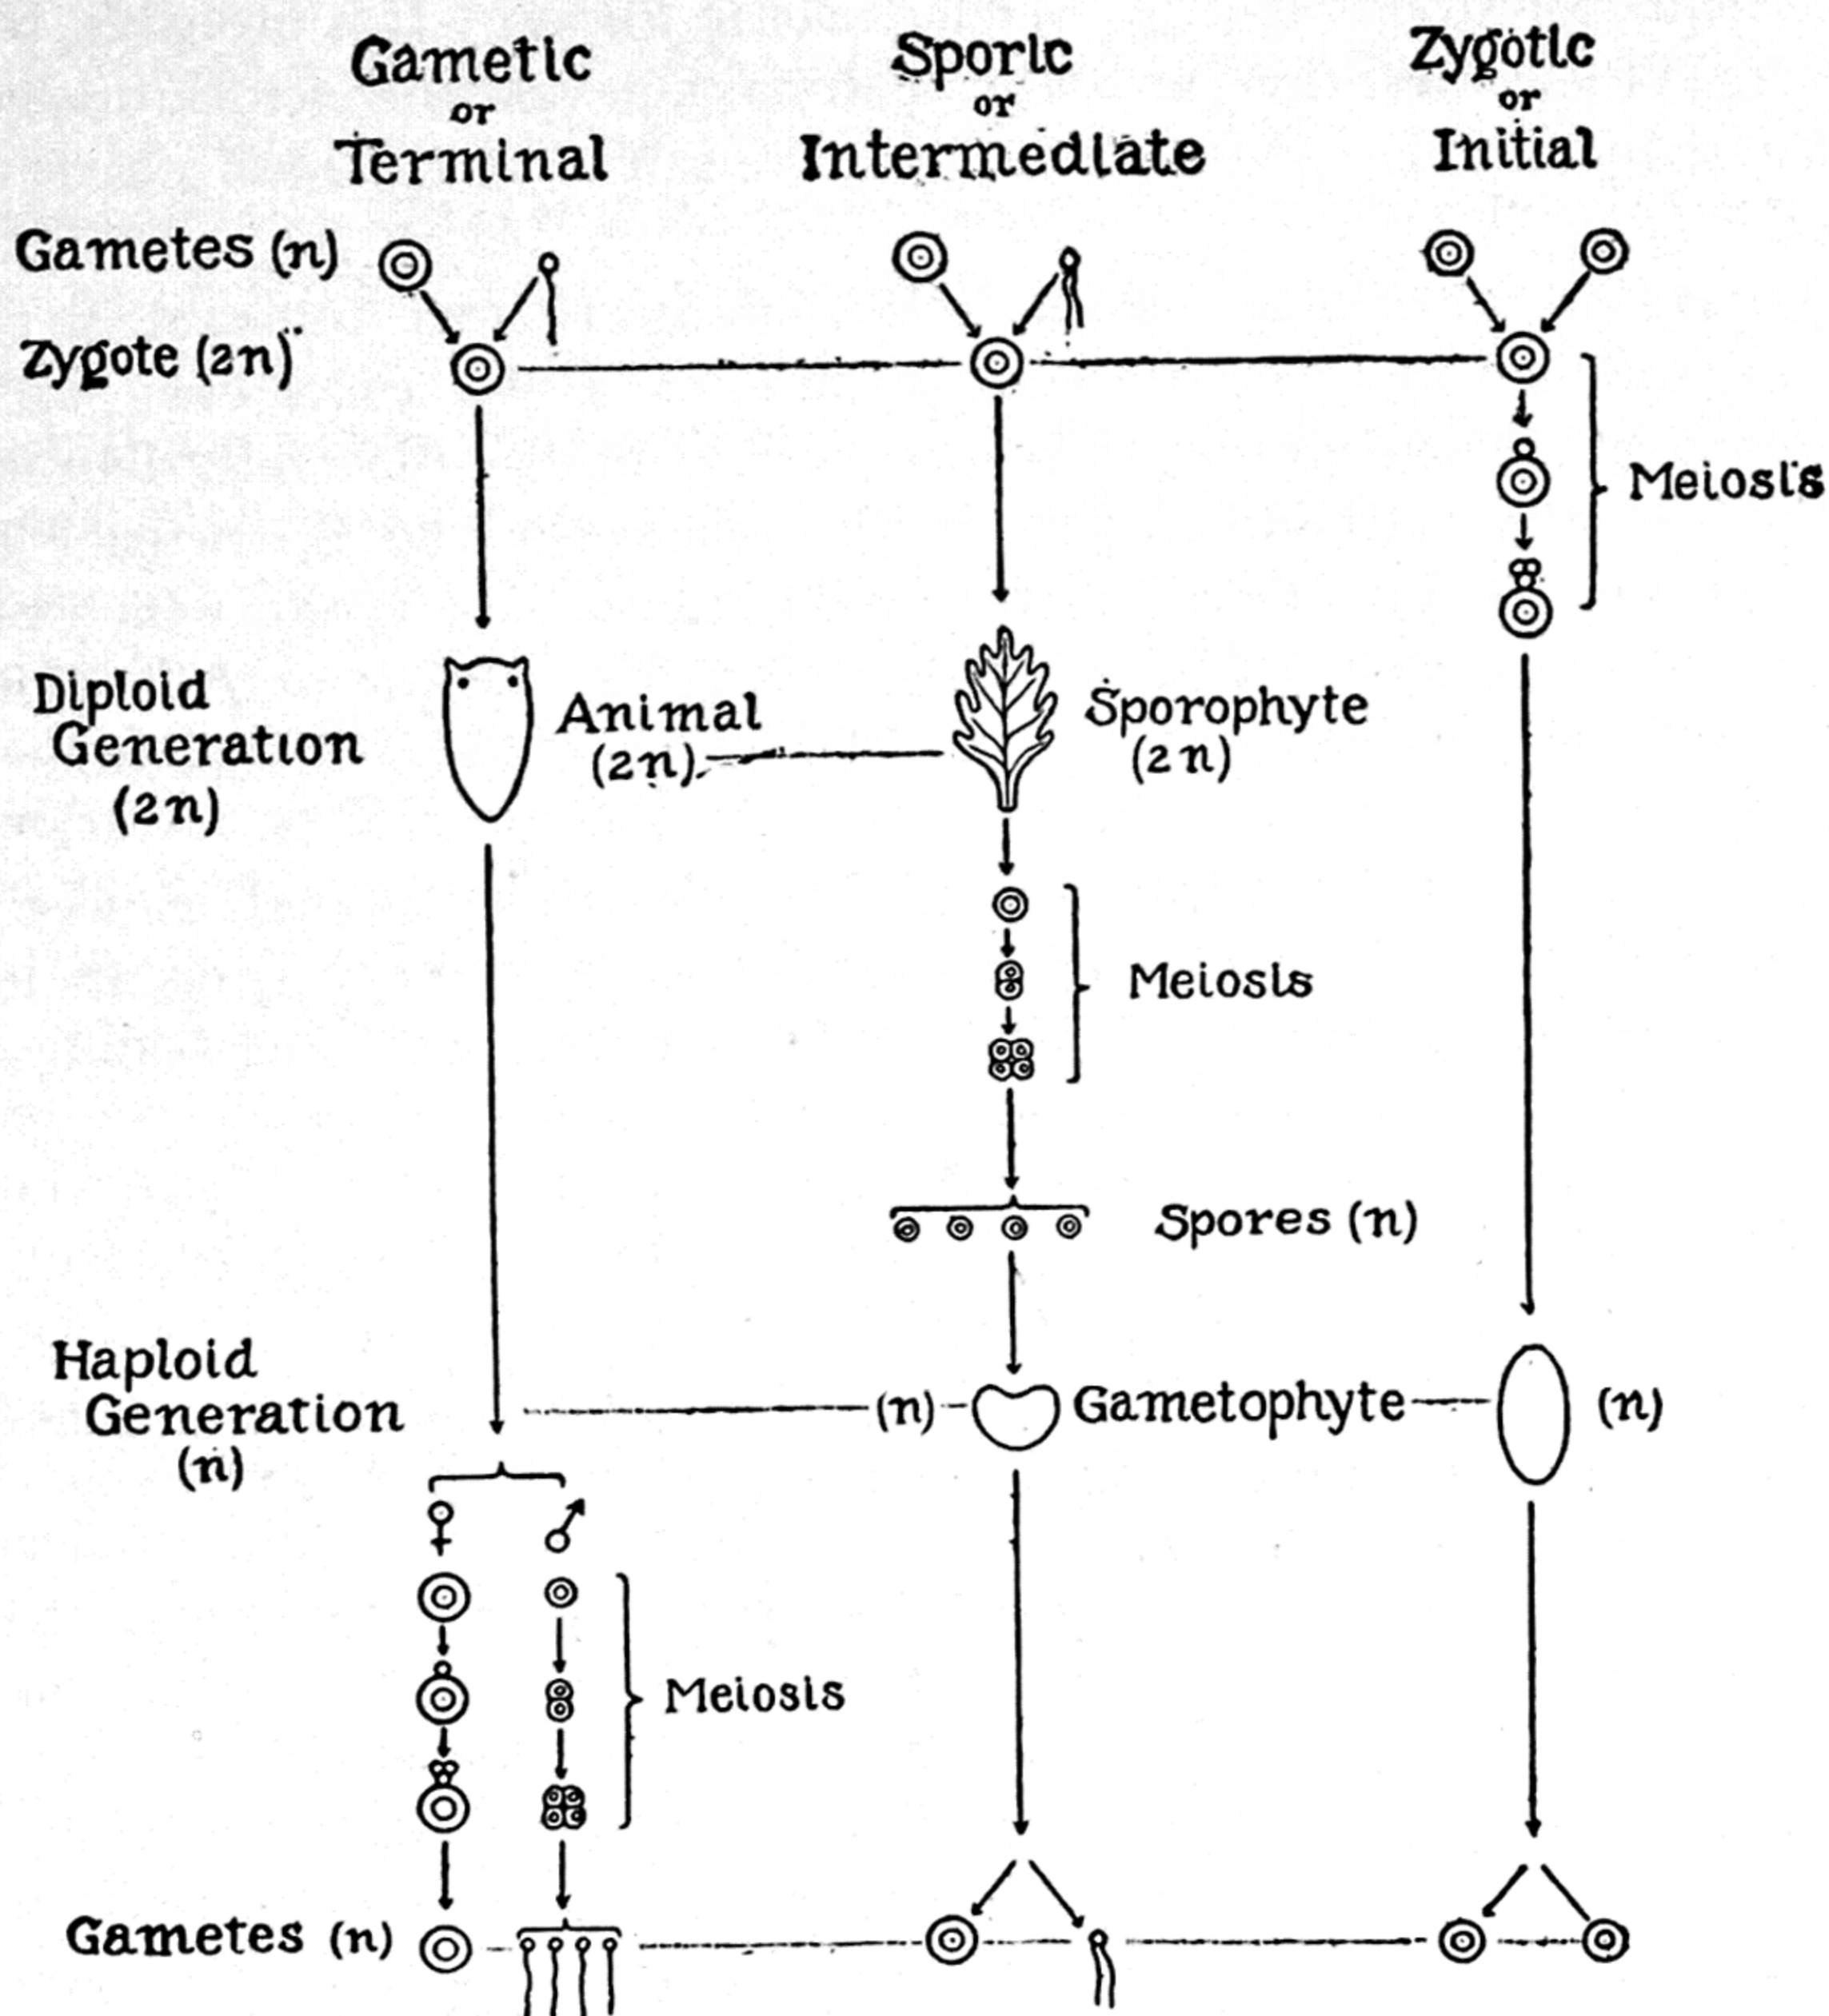 Gametic
or
Terminal
Sporic
or
Intermediate
Zygotic
or
Initial
Gametes (n)
Zygote (2n)
Meiosis
Diploid
Generation
(2n)
Animal
(2n)
Sporophyte
(2n)
Meiosis
Spores (n)
Haploid
Generation
(n)
(n)
Gametophyte
(n)
♀ ♂
Meiosis
Gametes (n)